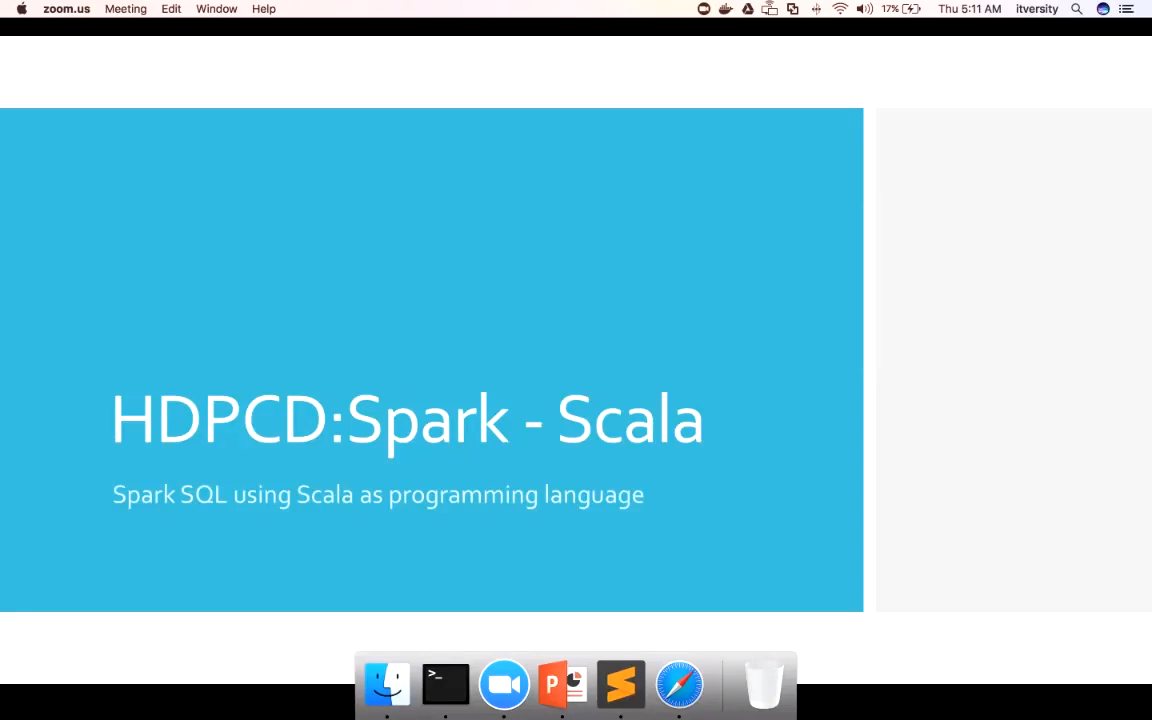 zoom.us Meeting Edit Window Help 17% Thu 5:11 AM itversity
HDPCD:Spark - Scala
Spark SQL using Scala as programming language
>_
P